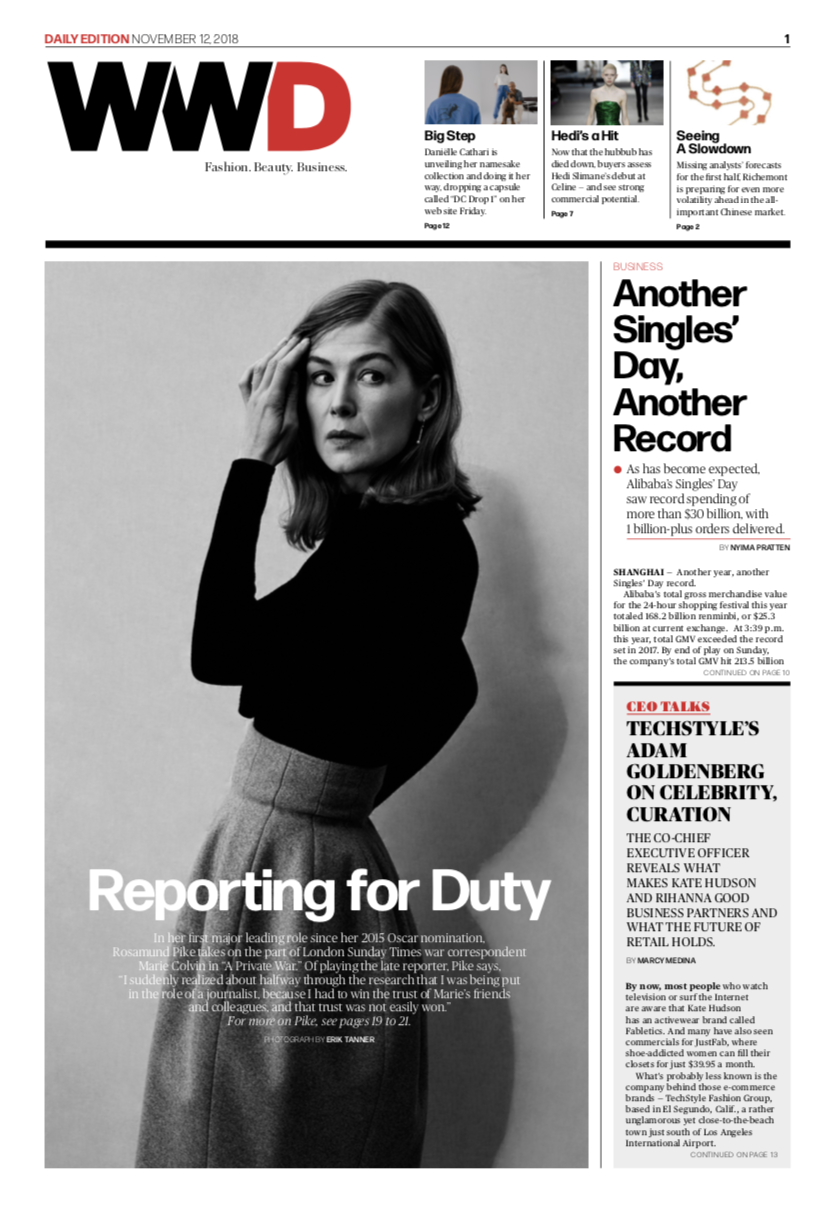 DAILY EDITION NOVEMBER 12, 2018
1
WWD
Fashion. Beauty. Business.
Big Step
Daniëlle Cathari is
unveiling her namesake
collection and doing it her
way, dropping a capsule
called "DC Drop 1" on her
web site Friday.
Page 12
Hedi's a Hit
Now that the hubbub has
died down, buyers assess
Hedi Slimane's debut at
Celine — and see strong
commercial potential.
Page 7
Seeing
A Slowdown
Missing analysts' forecasts
for the first half, Richemont
is preparing for even more
volatility ahead in the all-
important Chinese market.
Page 2
Reporting for Duty
In her first major leading role since her 2015 Oscar nomination,
Rosamund Pike takes on the part of London Sunday Times war correspondent
Marie Colvin in "A Private War." Of playing the late reporter, Pike says,
"I suddenly realized about halfway through the research that I was being put
in the role of a journalist, because I had to win the trust of Marie's friends
and colleagues, and that trust was not easily won."
For more on Pike, see pages 19 to 21.
PHOTOGRAPH BY ERIK TANNER
BUSINESS
Another
Singles'
Day,
Another
Record
● As has become expected,
Alibaba's Singles' Day
saw record spending of
more than $30 billion, with
1 billion-plus orders delivered.
BY NYIMA PRATTEN
SHANGHAI — Another year, another
Singles' Day record.
Alibaba's total gross merchandise value
for the 24-hour shopping festival this year
totaled 168.2 billion renminbi, or $25.3
billion at current exchange. At 3:39 p.m.
this year, total GMV exceeded the record
set in 2017. By end of play on Sunday,
the company's total GMV hit 213.5 billion
CONTINUED ON PAGE 10
CEO TALKS
TECHSTYLE'S
ADAM
GOLDENBERG
ON CELEBRITY,
CURATION
THE CO-CHIEF
EXECUTIVE OFFICER
REVEALS WHAT
MAKES KATE HUDSON
AND RIHANNA GOOD
BUSINESS PARTNERS AND
WHAT THE FUTURE OF
RETAIL HOLDS.
BY MARCY MEDINA
By now, most people who watch
television or surf the Internet
are aware that Kate Hudson
has an activewear brand called
Fabletics. And many have also seen
commercials for JustFab, where
shoe-addicted women can fill their
closets for just $39.95 a month.
What's probably less known is the
company behind those e-commerce
brands — TechStyle Fashion Group,
based in El Segundo, Calif., a rather
unglamorous yet close-to-the-beach
town just south of Los Angeles
International Airport.
CONTINUED ON PAGE 13